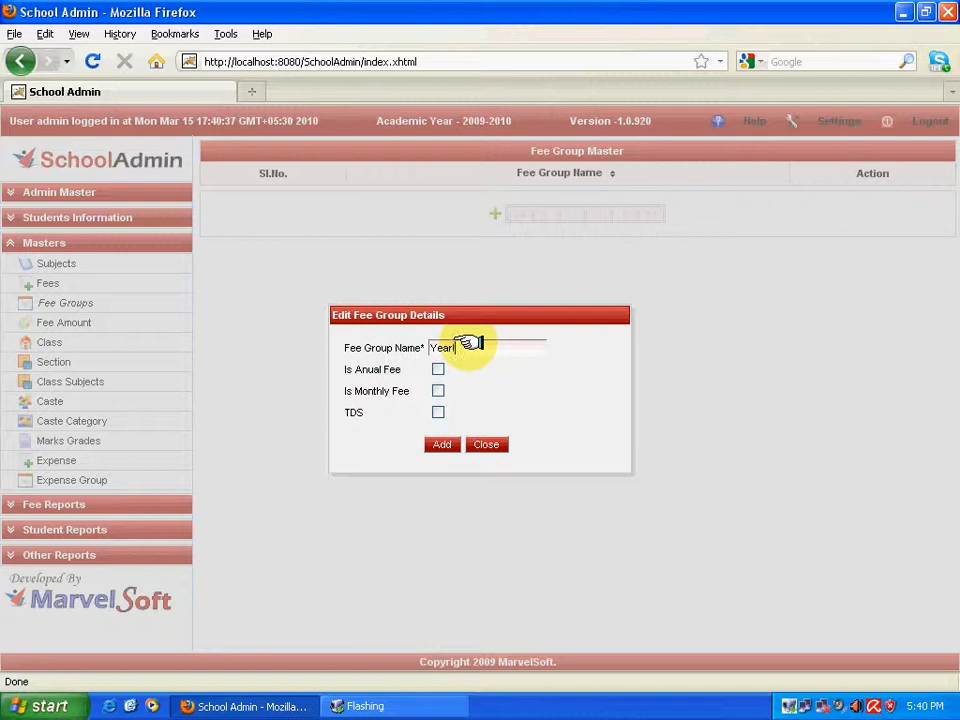 School Admin - Mozilla Firefox
File Edit View History Bookmarks Tools Help
http://localhost:8080/SchoolAdmin/index.xhtml
Google
School Admin
User admin logged in at Mon Mar 15 17:40:37 GMT+05:30 2010 Academic Year - 2009-2010 Version -1.0.920 Help Settings Logout
SchoolAdmin
Fee Group Master
Sl.No. Fee Group Name Action
Admin Master
Students Information
Masters
Subjects
Fees
Fee Groups
Fee Amount
Class
Section
Class Subjects
Caste
Caste Category
Marks Grades
Expense
Expense Group
Fee Reports
Student Reports
Other Reports
Developed By
MarvelSoft
Edit Fee Group Details
Fee Group Name* Yearl
Is Anual Fee
Is Monthly Fee
TDS
Add Close
Copyright 2009 MarvelSoft.
Done
start School Admin - Mozilla... Flashing 5:40 PM